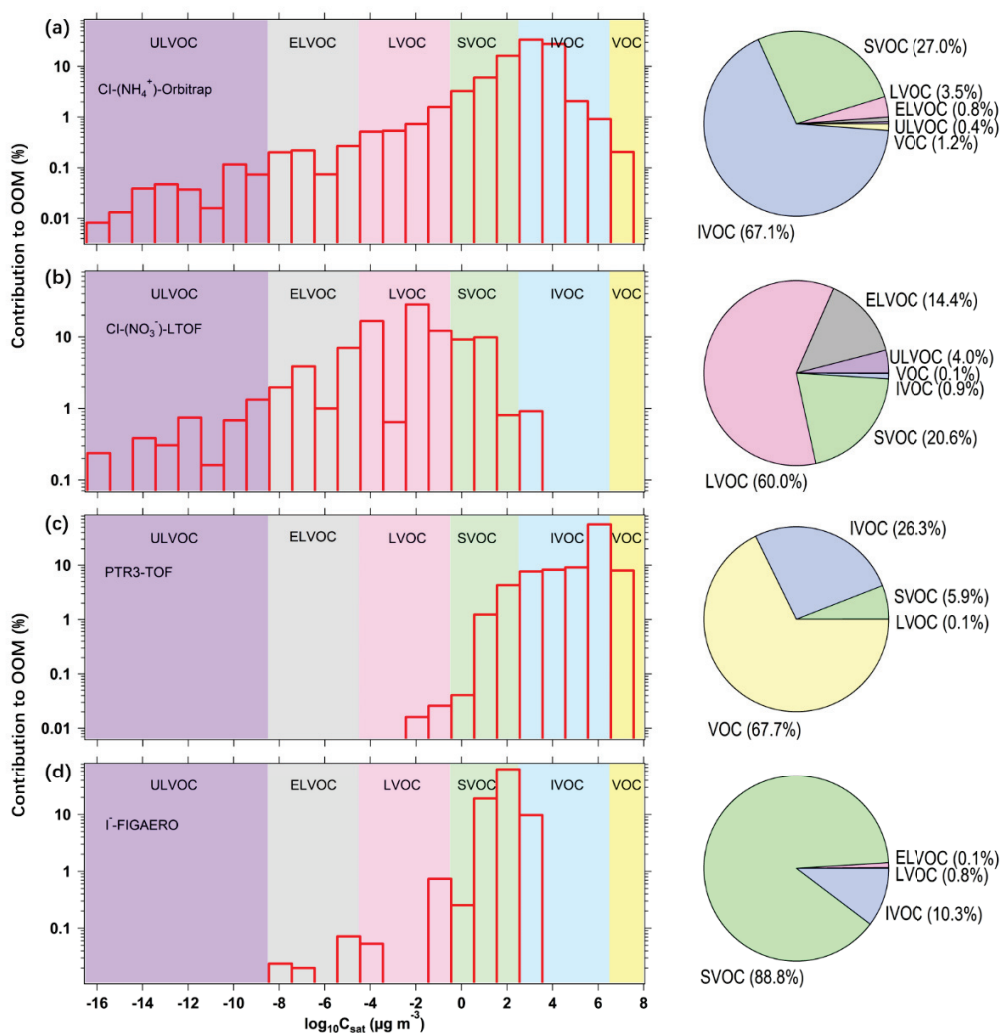 (a)
ULVOC ELVOC LVOC SVOC IVOC VOC
CI-(NH4+)-Orbitrap
10
1
0.1
0.01
Contribution to OOM (%)
SVOC (27.0%)
LVOC (3.5%)
ELVOC (0.8%)
ULVOC (0.4%)
VOC (1.2%)
IVOC (67.1%)
(b)
ULVOC ELVOC LVOC SVOC IVOC VOC
CI-(NO3-)-LTOF
10
1
0.1
ELVOC (14.4%)
ULVOC (4.0%)
VOC (0.1%)
IVOC (0.9%)
SVOC (20.6%)
LVOC (60.0%)
(c)
ULVOC ELVOC LVOC SVOC IVOC VOC
PTR3-TOF
10
1
0.1
0.01
Contribution to OOM (%)
IVOC (26.3%)
SVOC (5.9%)
LVOC (0.1%)
VOC (67.7%)
(d)
ULVOC ELVOC LVOC SVOC IVOC VOC
I--FIGAERO
10
1
0.1
ELVOC (0.1%)
LVOC (0.8%)
IVOC (10.3%)
SVOC (88.8%)
-16 -14 -12 -10 -8 -6 -4 -2 0 2 4 6 8
log10Csat (µg m-3)